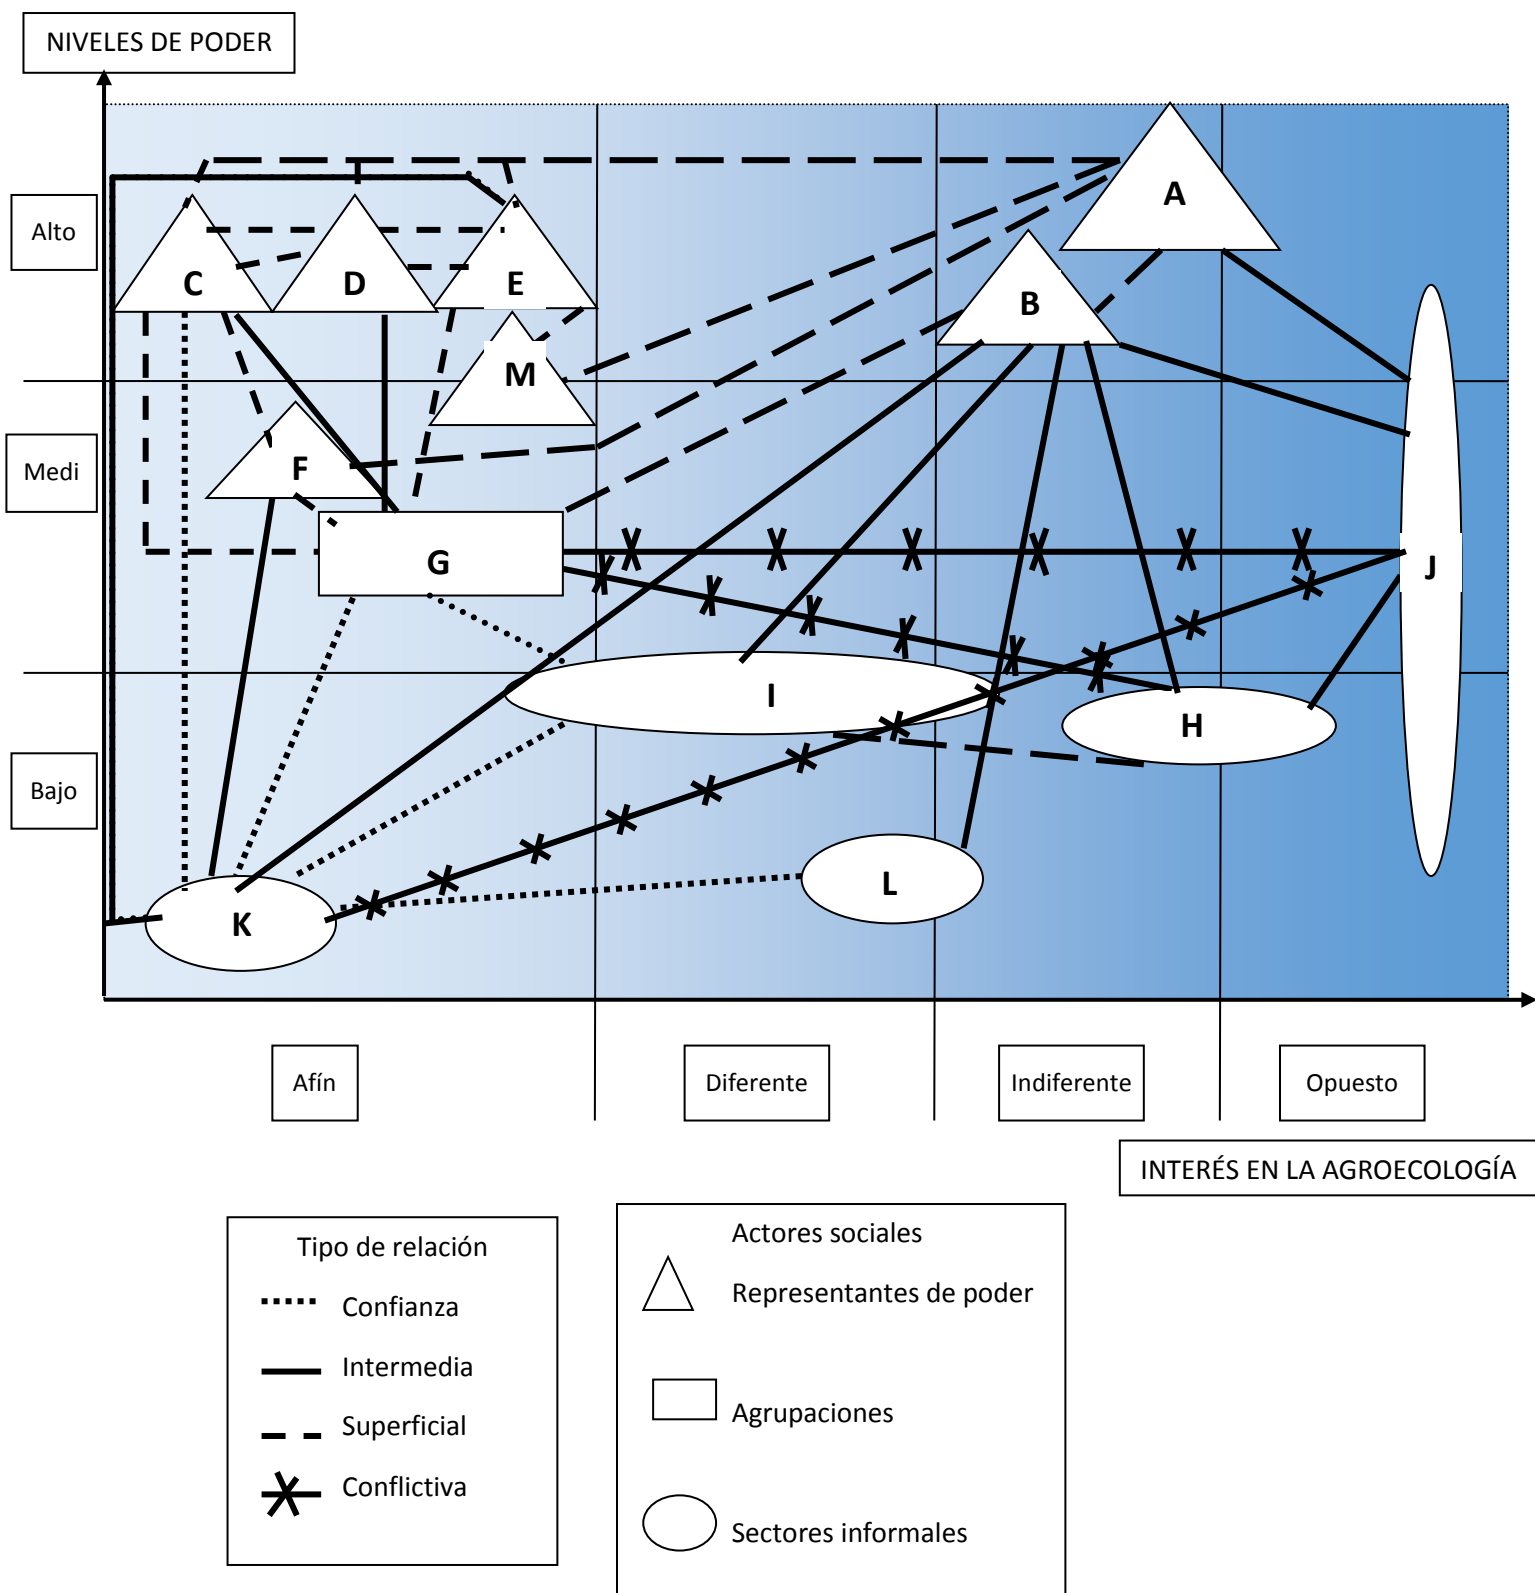 NIVELES DE PODER
A
Alto
C
D
E
B
M
Medi
F
G
J
I
H
Bajo
L
K
Afín
Diferente
Indiferente
Opuesto
INTERÉS EN LA AGROECOLOGÍA
Tipo de relación
Confianza
Intermedia
Superficial
Conflictiva
Actores sociales
Representantes de poder
Agrupaciones
Sectores informales